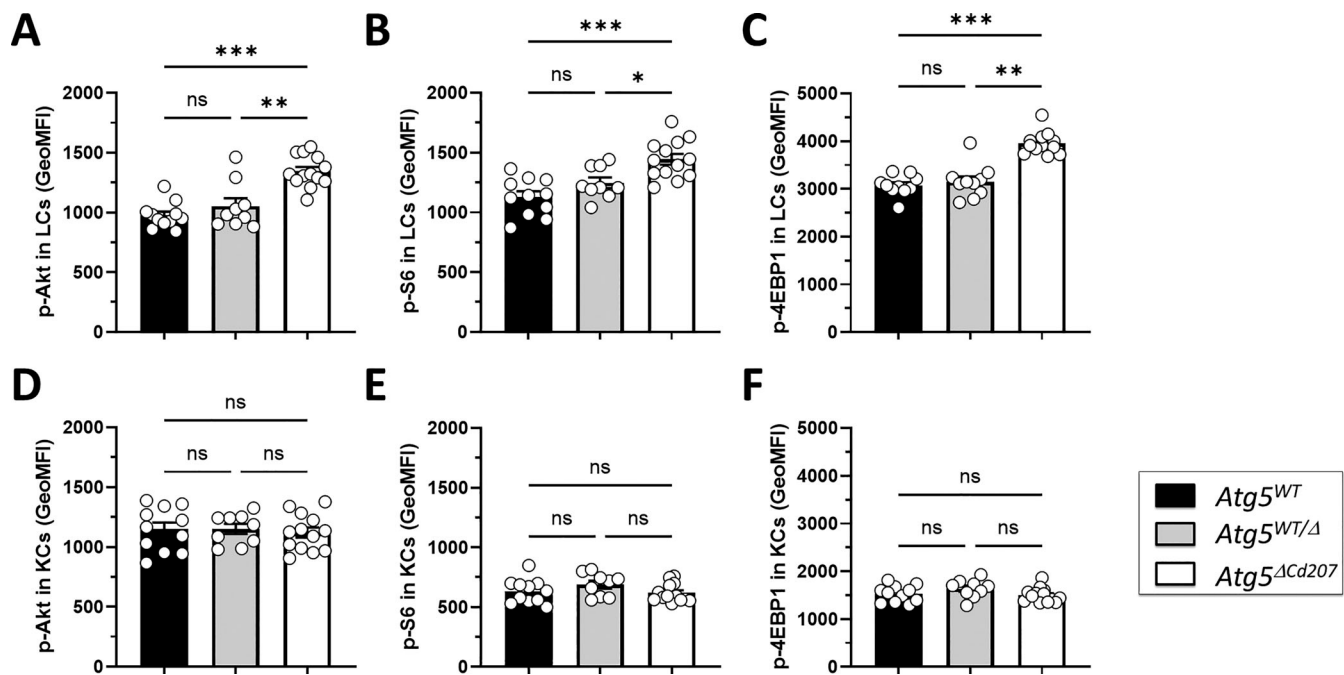 A
B
C
***
ns
**
***
ns
*
***
ns
**
p-Akt in LCs (GeoMFI)
2000
1500
1000
500
0
p-S6 in LCs (GeoMFI)
2000
1500
1000
500
0
p-4EBP1 in LCs (GeoMFI)
5000
4000
3000
2000
1000
0
D
E
F
ns
ns
ns
ns
ns
ns
ns
ns
ns
p-Akt in KCs (GeoMFI)
2000
1500
1000
500
0
p-S6 in KCs (GeoMFI)
2000
1500
1000
500
0
p-4EBP1 in KCs (GeoMFI)
5000
4000
3000
2000
1000
0
Atg5^WT
Atg5^WT/Δ
Atg5^ΔCd207